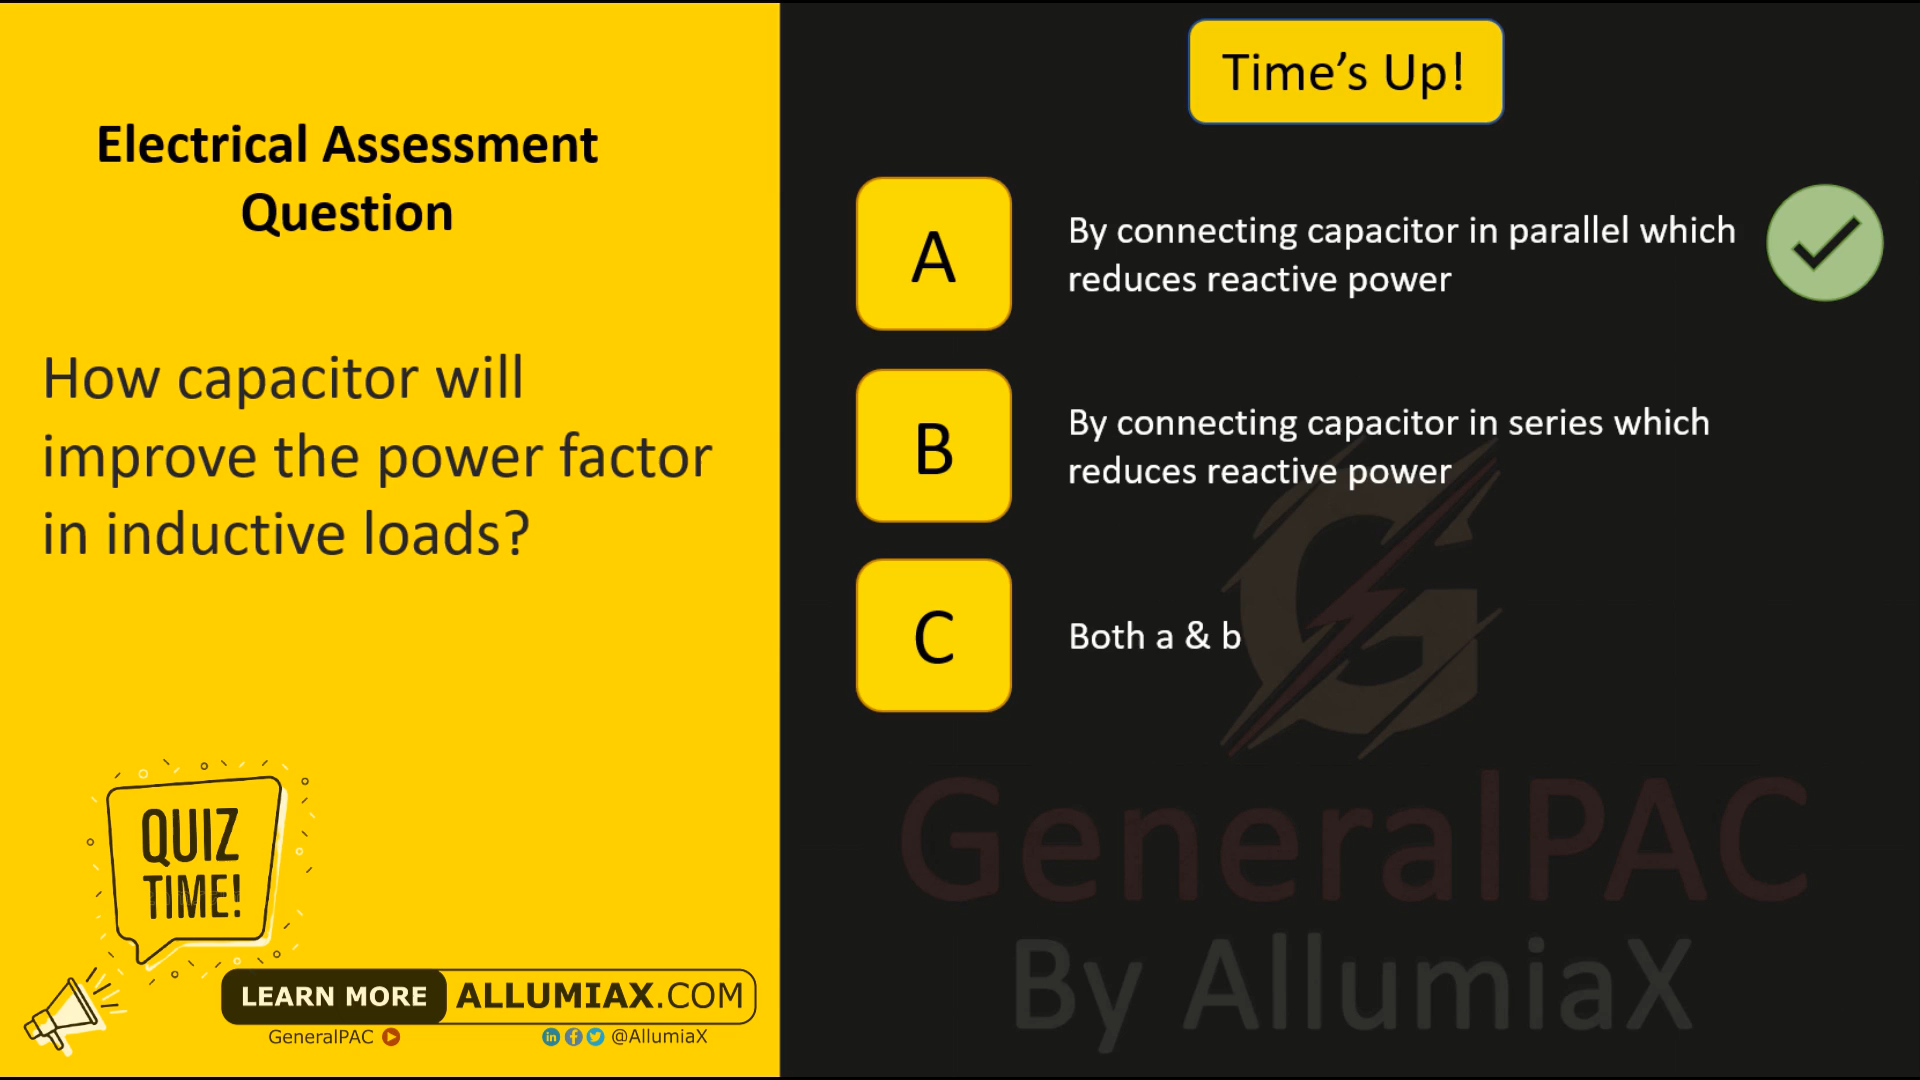 Electrical Assessment
Question
How capacitor will
improve the power factor
in inductive loads?
QUIZ
TIME!
LEARN MORE ALLUMIAX.COM
GeneralPAC @AllumiaX
Time’s Up!
A
By connecting capacitor in parallel which
reduces reactive power
B
By connecting capacitor in series which
reduces reactive power
C
Both a & b
GeneralPAC
By AllumiaX